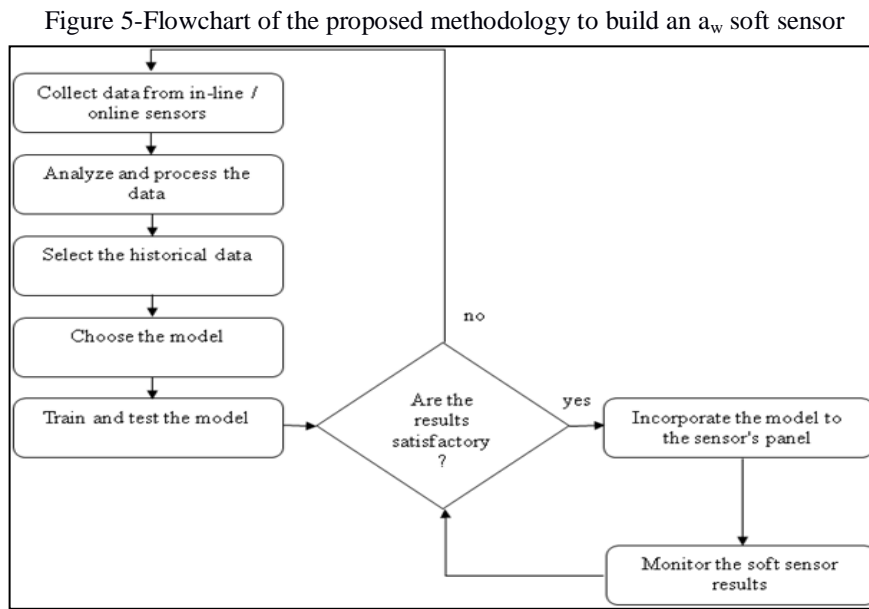 Figure 5-Flowchart of the proposed methodology to build an aw soft sensor
Collect data from in-line /
online sensors
Analyze and process the
data
Select the historical data
Choose the model
Train and test the model
no
Are the
results
satisfactory
?
yes
Incorporate the model to
the sensor's panel
Monitor the soft sensor
results